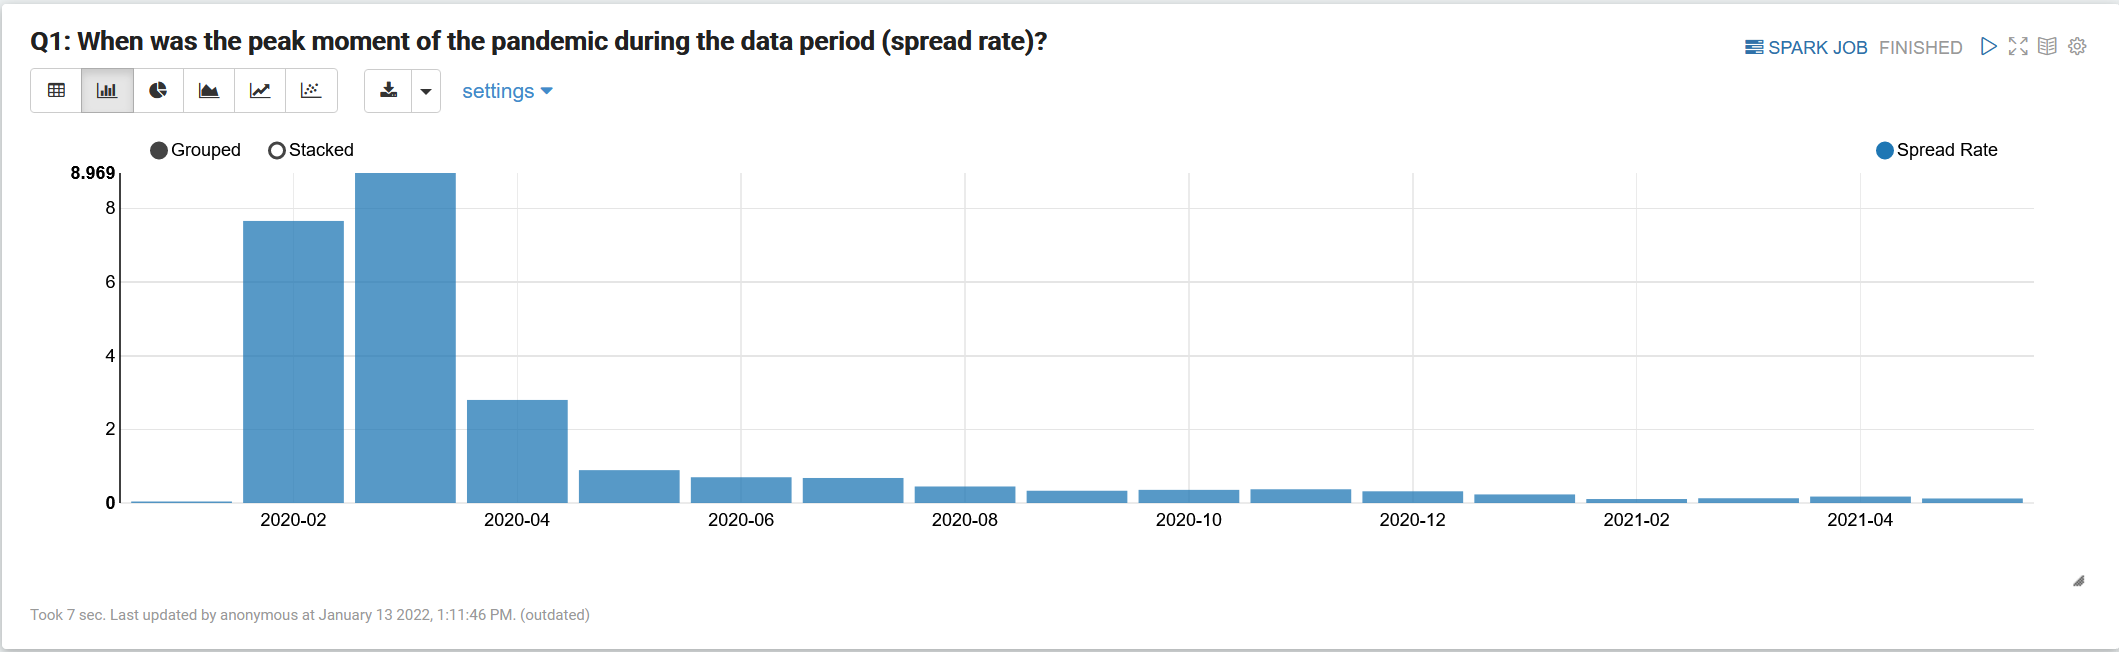 Q1: When was the peak moment of the pandemic during the data period (spread rate)?
SPARK JOB FINISHED
settings
Grouped Stacked
Spread Rate
8.969
8
6
4
2
0
2020-02 2020-04 2020-06 2020-08 2020-10 2020-12 2021-02 2021-04
Took 7 sec. Last updated by anonymous at January 13 2022, 1:11:46 PM. (outdated)